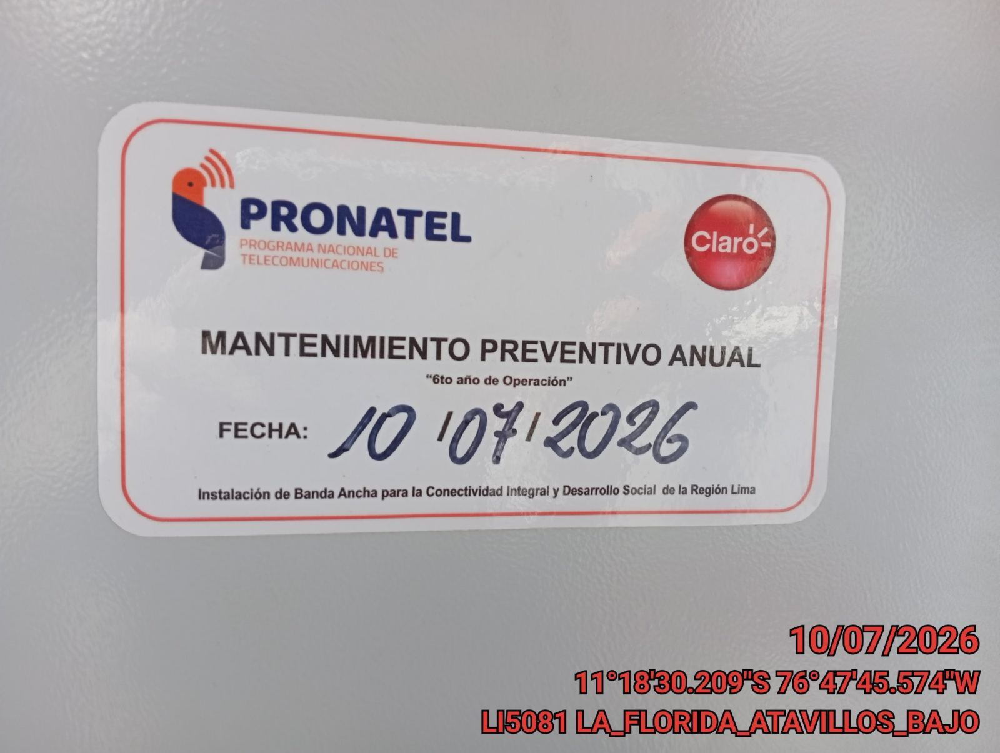 PRONATEL
PROGRAMA NACIONAL DE
TELECOMUNICACIONES
Claro
MANTENIMIENTO PREVENTIVO ANUAL
“6to año de Operación”
FECHA: 10/07/2026
Instalación de Banda Ancha para la Conectividad Integral y Desarrollo Social de la Región Lima
10/07/2026
11°18'30.209"S 76°47'45.574"W
LI5081 LA_FLORIDA_ATAVILLOS_BAJO